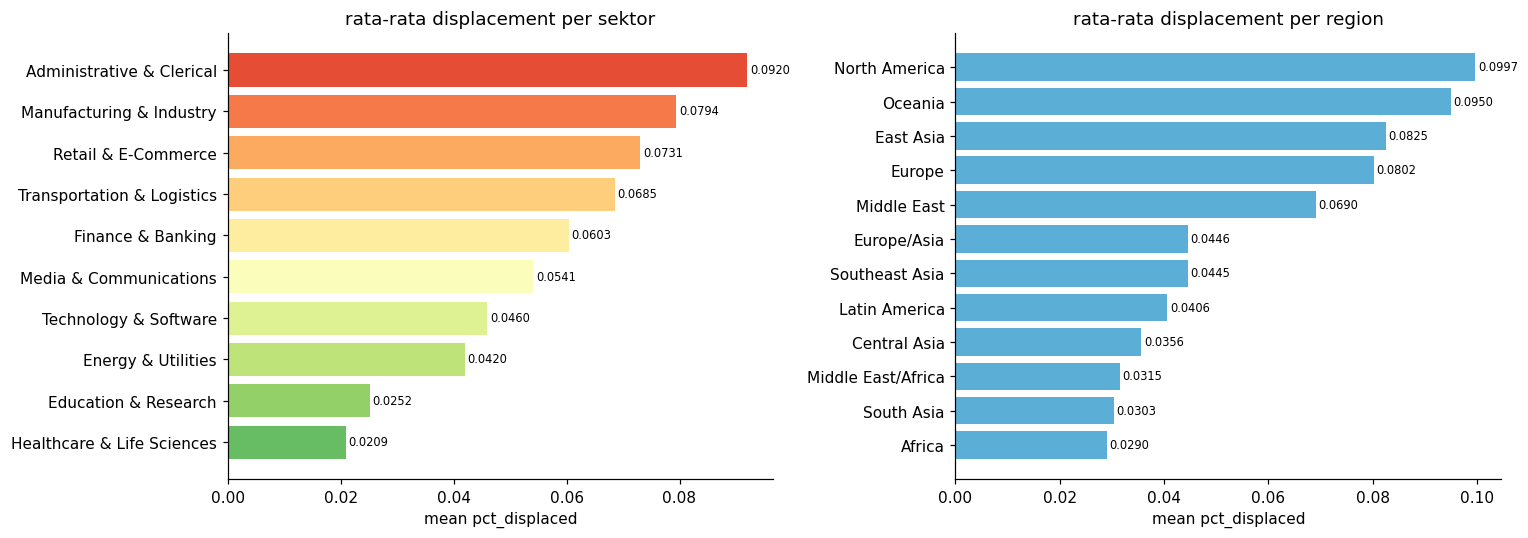 rata-rata displacement per sektor
Administrative & Clerical 0.0920
Manufacturing & Industry 0.0794
Retail & E-Commerce 0.0731
Transportation & Logistics 0.0685
Finance & Banking 0.0603
Media & Communications 0.0541
Technology & Software 0.0460
Energy & Utilities 0.0420
Education & Research 0.0252
Healthcare & Life Sciences 0.0209
0.00 0.02 0.04 0.06 0.08
mean pct_displaced
rata-rata displacement per region
North America 0.0997
Oceania 0.0950
East Asia 0.0825
Europe 0.0802
Middle East 0.0690
Europe/Asia 0.0446
Southeast Asia 0.0445
Latin America 0.0406
Central Asia 0.0356
Middle East/Africa 0.0315
South Asia 0.0303
Africa 0.0290
0.00 0.02 0.04 0.06 0.08 0.10
mean pct_displaced